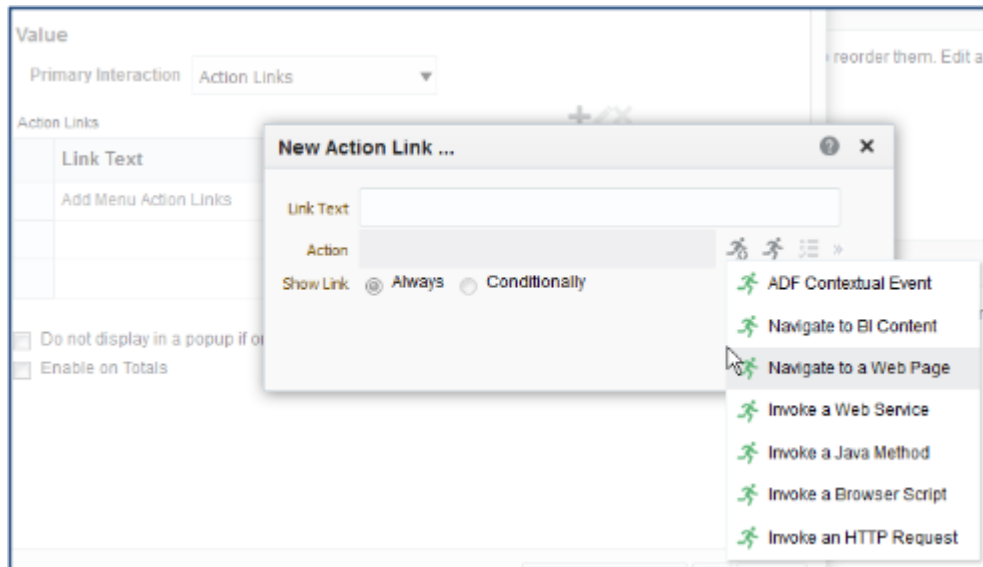 Value
reorder them. Edit a
Primary Interaction Action Links
Action Links
Link Text
Add Menu Action Links
New Action Link ...
Link Text
Action
Show Link Always Conditionally
ADF Contextual Event
Navigate to BI Content
Navigate to a Web Page
Invoke a Web Service
Invoke a Java Method
Invoke a Browser Script
Invoke an HTTP Request
Do not display in a popup if o
Enable on Totals